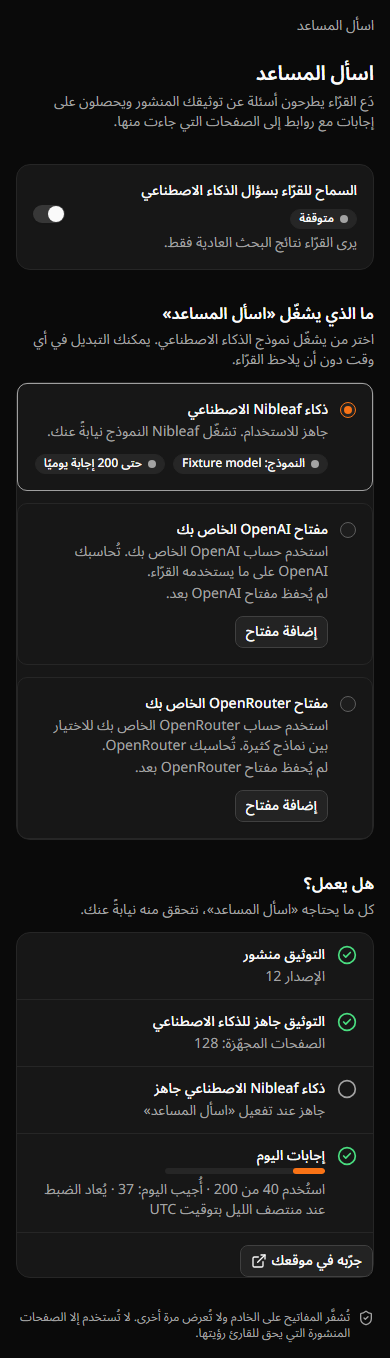 اسأل المساعد
اسأل المساعد
دَع القرّاء يطرحون أسئلة عن توثيقك المنشور ويحصلون على
إجابات مع روابط إلى الصفحات التي جاءت منها.
السماح للقرّاء بسؤال الذكاء الاصطناعي
متوقفة
يرى القرّاء نتائج البحث العادية فقط.
ما الذي يشغّل «اسأل المساعد»
اختر من يشغّل نموذج الذكاء الاصطناعي. يمكنك التبديل في أي
وقت دون أن يلاحظ القرّاء.
ذكاء Nibleaf الاصطناعي
جاهز للاستخدام. تشغّل Nibleaf النموذج نيابةً عنك.
النموذج: Fixture model
حتى 200 إجابة يوميًا
مفتاح OpenAI الخاص بك
استخدم حساب OpenAI الخاص بك. تُحاسبك
OpenAI على ما يستخدمه القرّاء.
لم يُحفظ مفتاح OpenAI بعد.
إضافة مفتاح
مفتاح OpenRouter الخاص بك
استخدم حساب OpenRouter الخاص بك للاختيار
بين نماذج كثيرة. تُحاسبك OpenRouter.
لم يُحفظ مفتاح OpenRouter بعد.
إضافة مفتاح
هل يعمل؟
كل ما يحتاجه «اسأل المساعد»، نتحقق منه نيابةً عنك.
التوثيق منشور
الإصدار 12
التوثيق جاهز للذكاء الاصطناعي
الصفحات المجهّزة: 128
ذكاء Nibleaf الاصطناعي جاهز
جاهز عند تفعيل «اسأل المساعد»
إجابات اليوم
استُخدم 40 من 200 · أُجيب اليوم: 37 · يُعاد الضبط
عند منتصف الليل بتوقيت UTC
جرّبه في موقعك
تُشفَّر المفاتيح على الخادم ولا تُعرض مرة أخرى. لا تُستخدم إلا الصفحات
المنشورة التي يحق للقارئ رؤيتها.